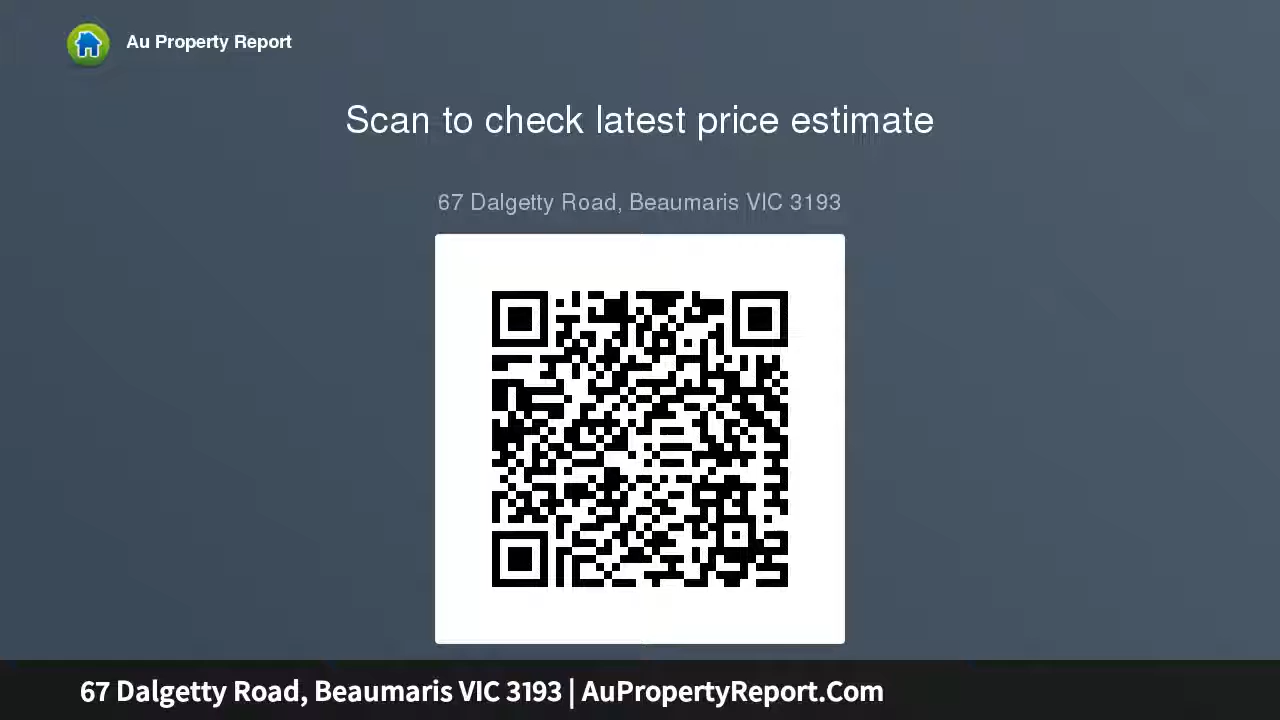 Au Property Report
Scan to check latest price estimate
67 Dalgetty Road, Beaumaris VIC 3193
67 Dalgetty Road, Beaumaris VIC 3193 | AuPropertyReport.Com